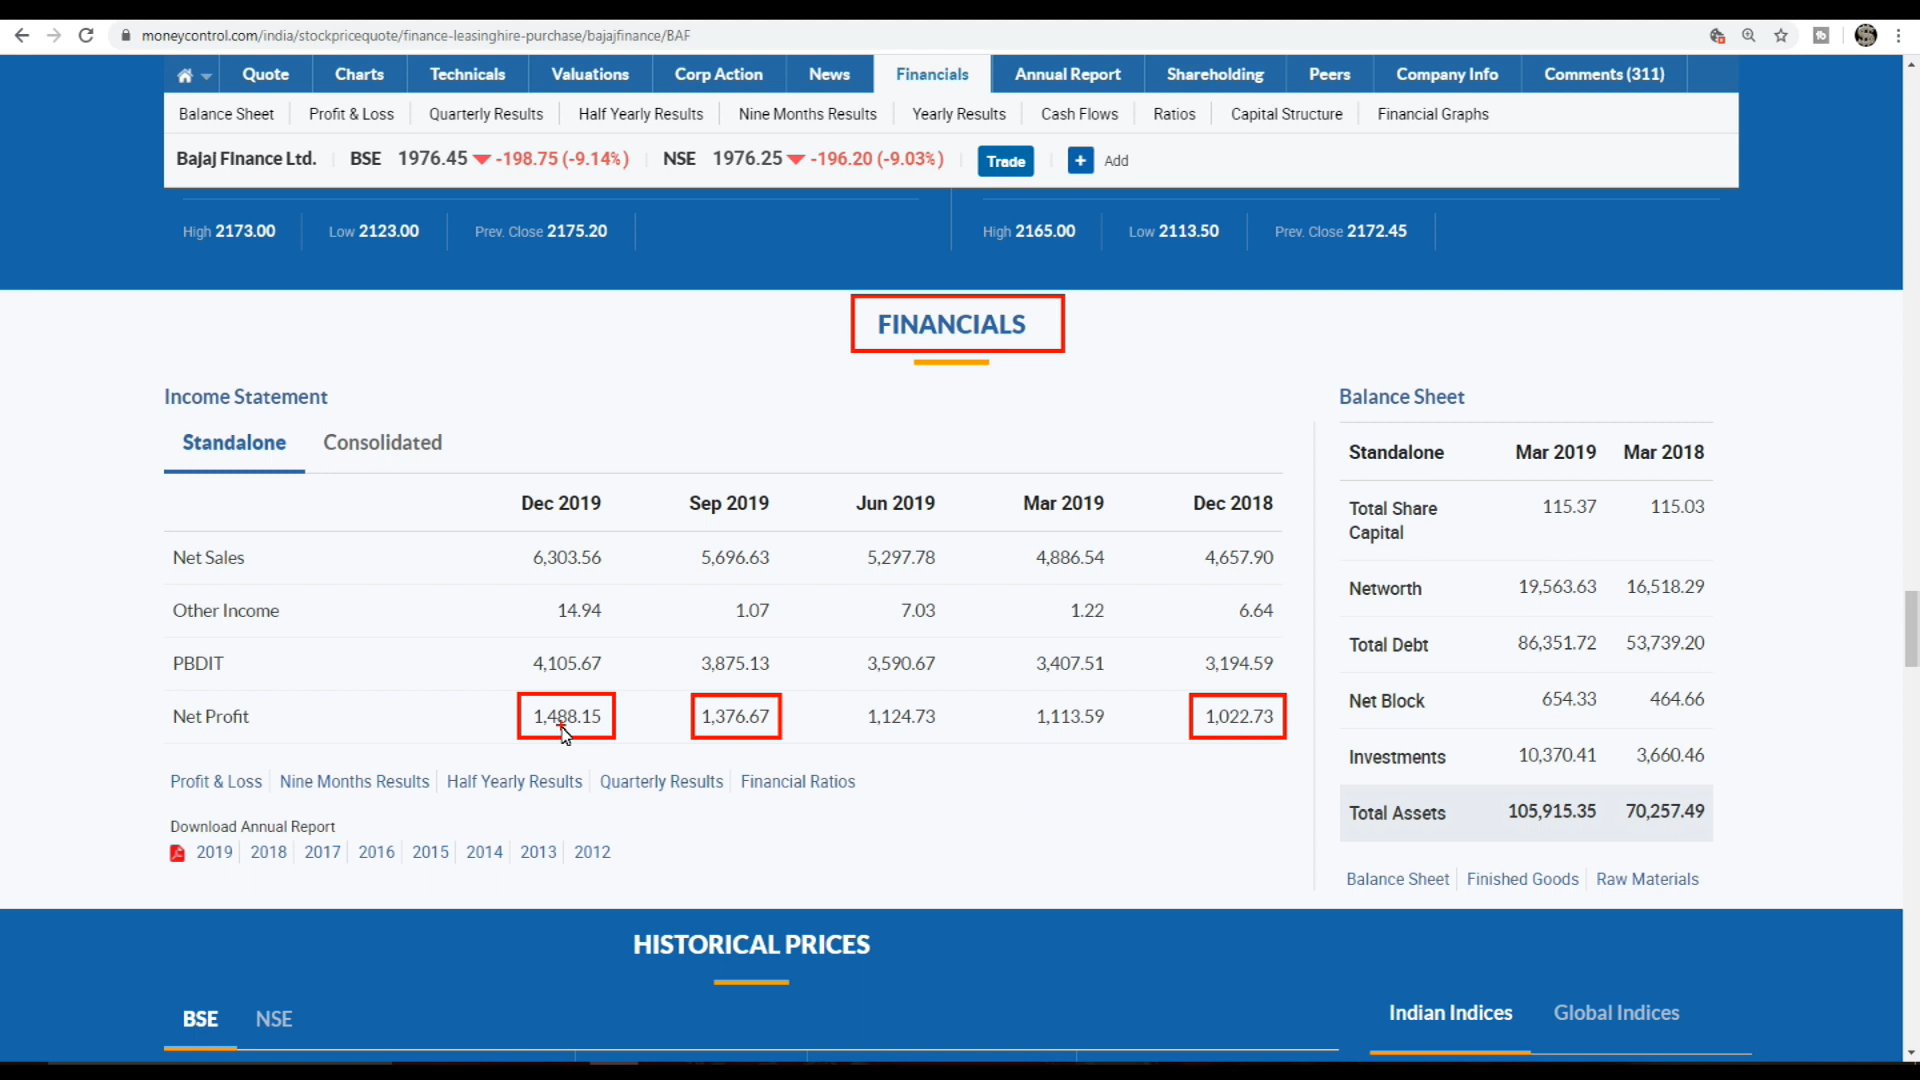 moneycontrol.com/india/stockpricequote/finance-leasinghire-purchase/bajajfinance/BAF
Quote Charts Technicals Valuations Corp Action News Financials Annual Report Shareholding Peers Company Info Comments (311)
Balance Sheet Profit & Loss Quarterly Results Half Yearly Results Nine Months Results Yearly Results Cash Flows Ratios Capital Structure Financial Graphs
Bajaj Finance Ltd. BSE 1976.45 -198.75 (-9.14%) NSE 1976.25 -196.20 (-9.03%) Trade + Add
High 2173.00 Low 2123.00 Prev. Close 2175.20 High 2165.00 Low 2113.50 Prev. Close 2172.45
FINANCIALS
Income Statement
Standalone Consolidated
Dec 2019 Sep 2019 Jun 2019 Mar 2019 Dec 2018
Net Sales 6,303.56 5,696.63 5,297.78 4,886.54 4,657.90
Other Income 14.94 1.07 7.03 1.22 6.64
PBDIT 4,105.67 3,875.13 3,590.67 3,407.51 3,194.59
Net Profit 1,488.15 1,376.67 1,124.73 1,113.59 1,022.73
Profit & Loss Nine Months Results Half Yearly Results Quarterly Results Financial Ratios
Download Annual Report
2019 2018 2017 2016 2015 2014 2013 2012
Balance Sheet
Standalone Mar 2019 Mar 2018
Total Share 115.37 115.03
Capital
Networth 19,563.63 16,518.29
Total Debt 86,351.72 53,739.20
Net Block 654.33 464.66
Investments 10,370.41 3,660.46
Total Assets 105,915.35 70,257.49
Balance Sheet Finished Goods Raw Materials
HISTORICAL PRICES
BSE NSE
Indian Indices Global Indices